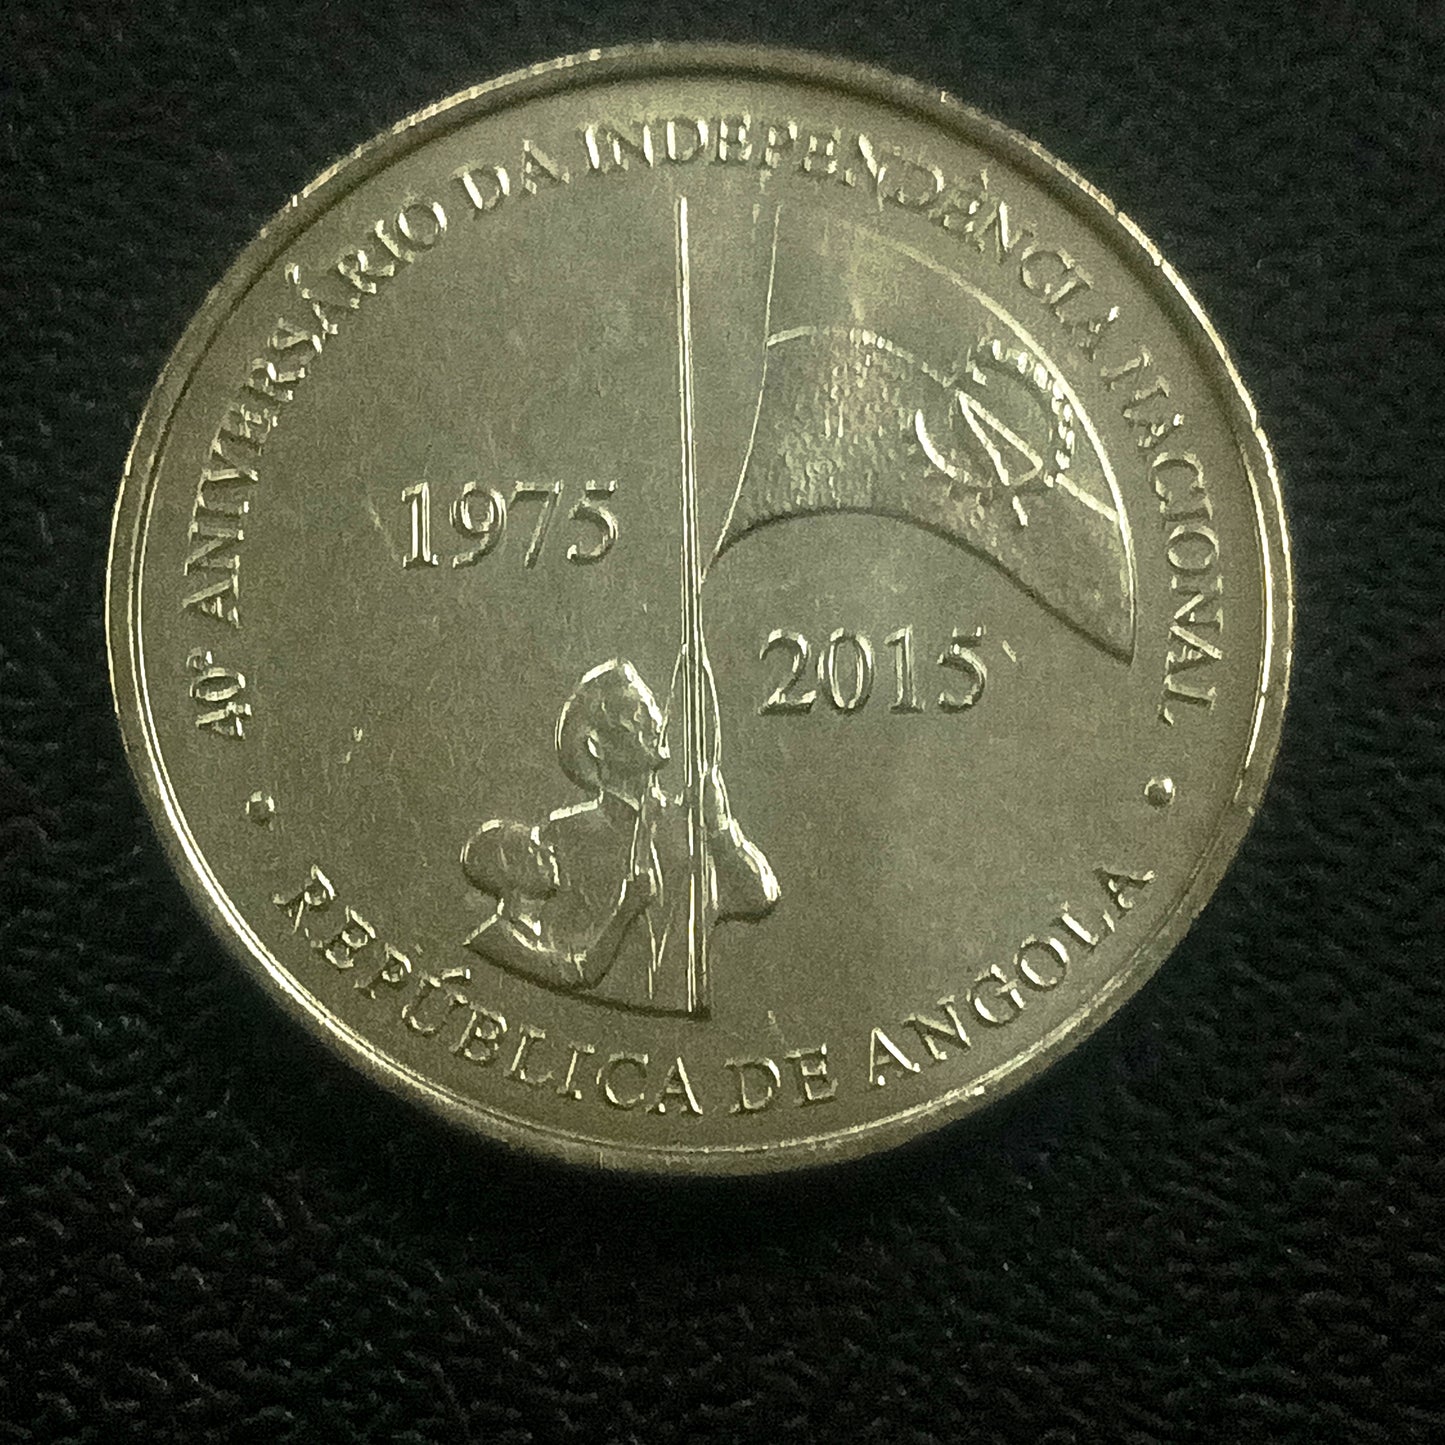 40º ANIVERSÁRIO DA INDEPENDÊNCIA NACIONAL
1975
2015
REPÚBLICA DE ANGOLA